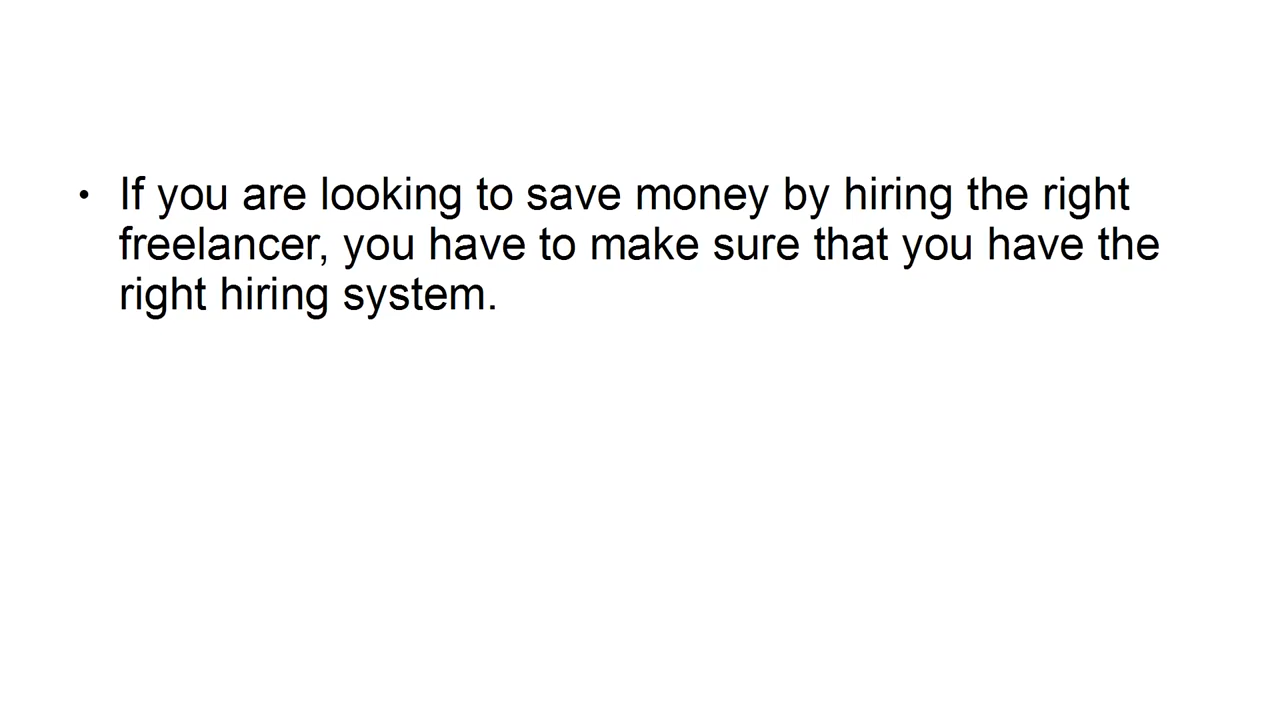 • If you are looking to save money by hiring the right
freelancer, you have to make sure that you have the
right hiring system.